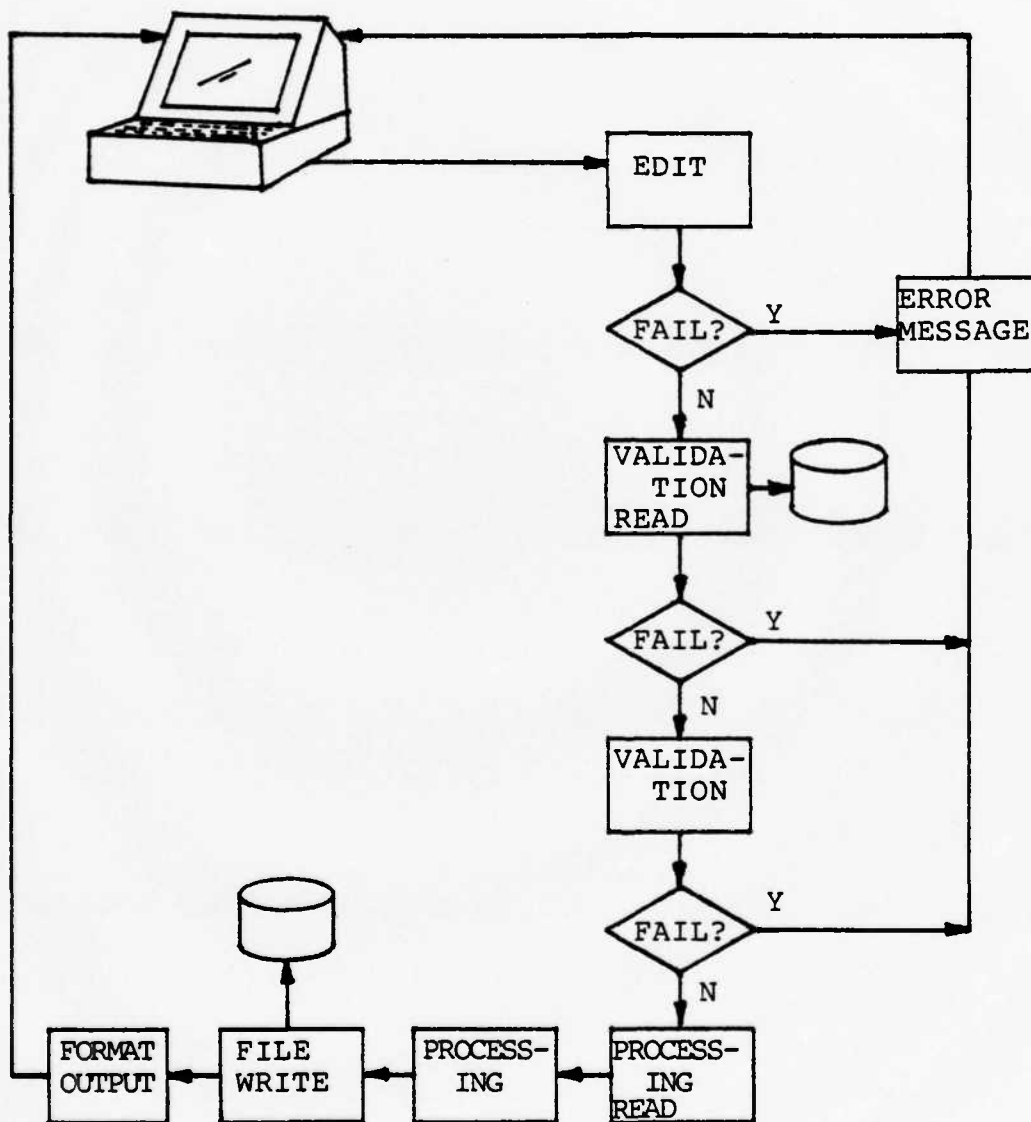 EDIT
FAIL?
Y
ERROR
MESSAGE
N
VALIDA-
TION
READ
FAIL?
Y
N
VALIDA-
TION
FAIL?
Y
N
FORMAT
OUTPUT
FILE
WRITE
PROCESS-
ING
PROCESS-
ING
READ